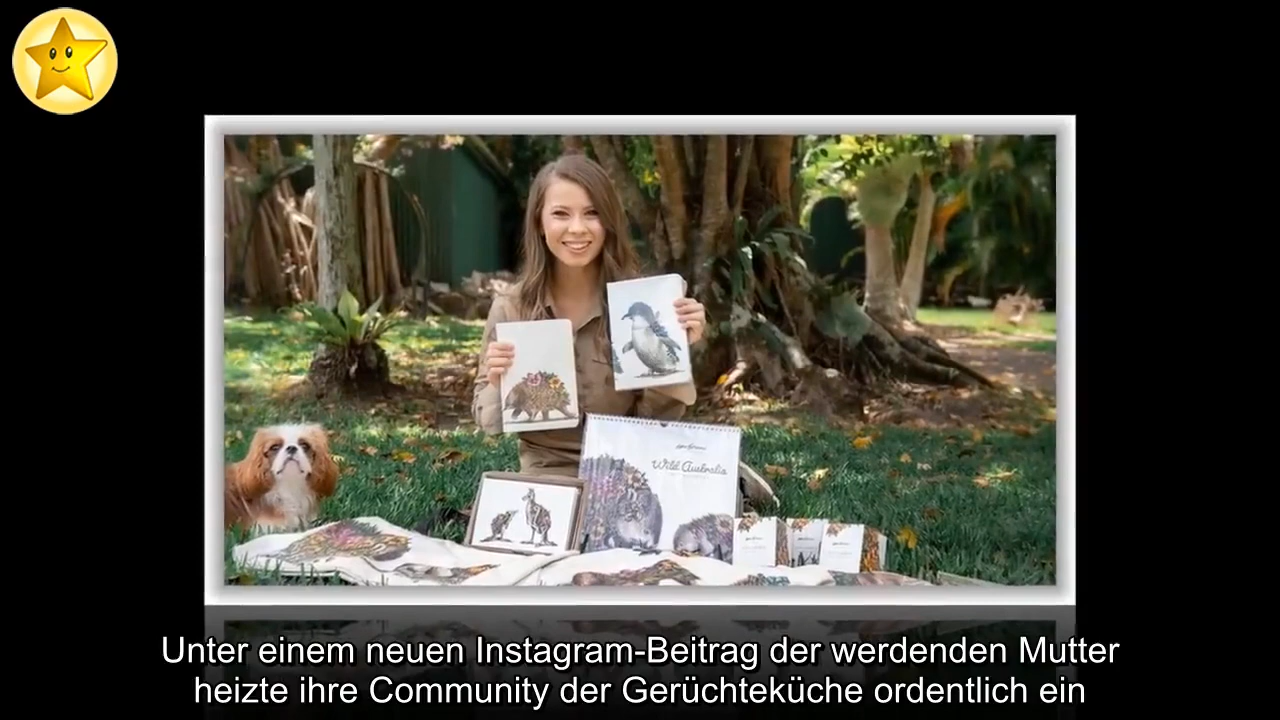 Wild Australia
Unter einem neuen Instagram-Beitrag der werdenden Mutter
heizte ihre Community der Gerüchteküche ordentlich ein